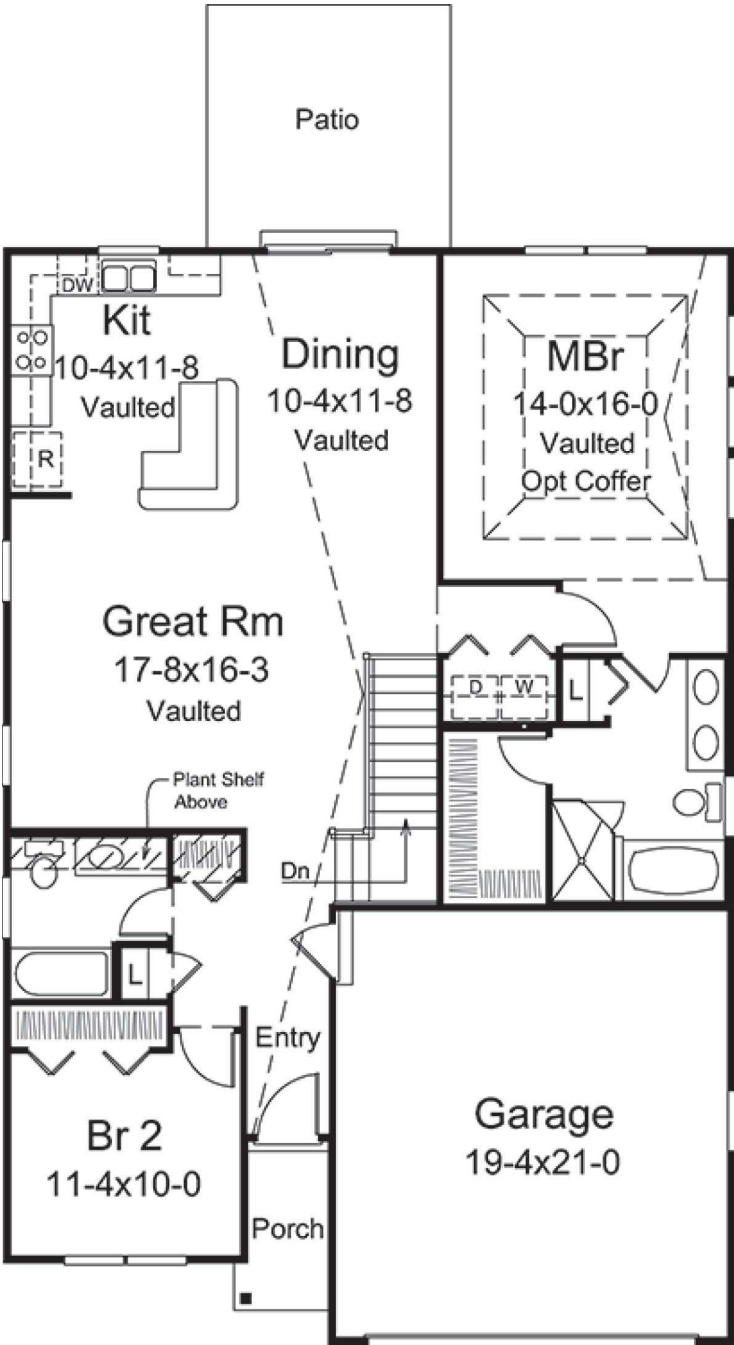 Patio
DW
Kit
10-4x11-8
Vaulted
R
Dining
10-4x11-8
Vaulted
MBr
14-0x16-0
Vaulted
Opt Coffer
Great Rm
17-8x16-3
Vaulted
D
W
L
Plant Shelf
Above
Dn
L
Entry
Br 2
11-4x10-0
Garage
19-4x21-0
Porch